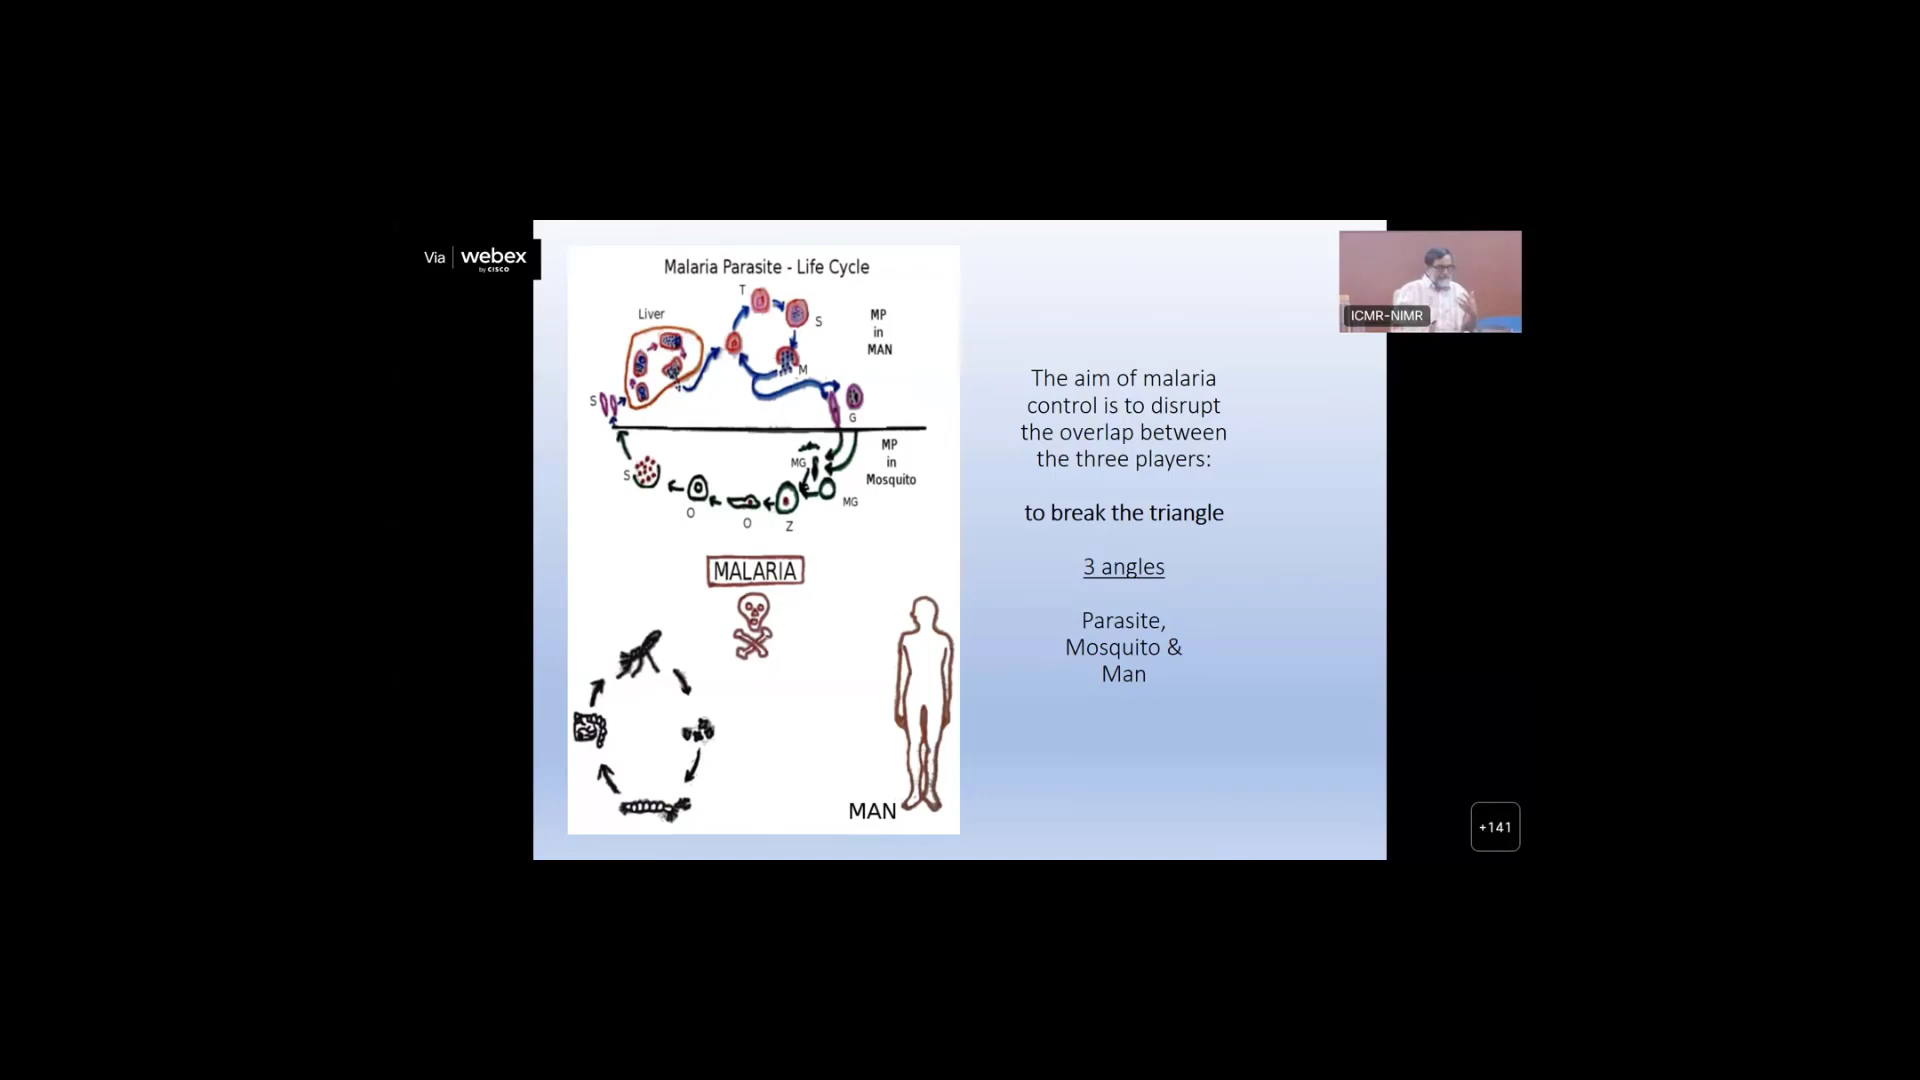 Via webex
by CISCO
Malaria Parasite - Life Cycle
T
Liver
S
MP
in
MAN
M
S
G
MP
in
Mosquito
MG
S
MG
O
O
Z
MALARIA
MAN
The aim of malaria
control is to disrupt
the overlap between
the three players:
to break the triangle
3 angles
Parasite,
Mosquito &
Man
ICMR-NIMR
+141